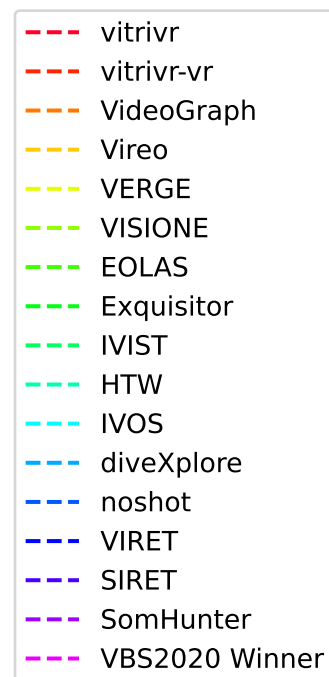 vitrivr
vitrivr-vr
VideoGraph
Vireo
VERGE
VISIONE
EOLAS
Exquisitor
IVIST
HTW
IVOS
diveXplore
noshot
VIRET
SIRET
SomHunter
VBS2020 Winner